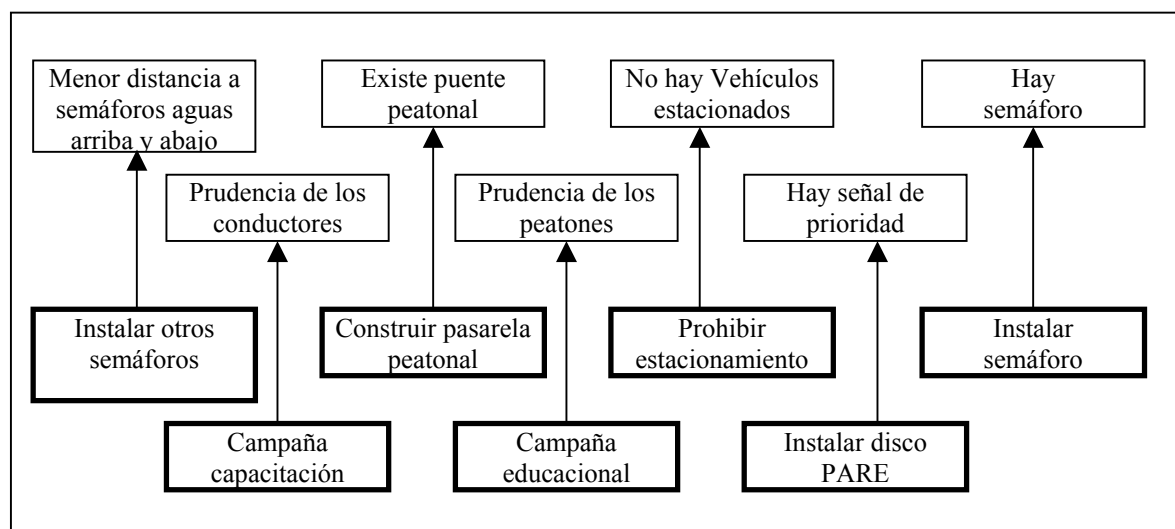 Menor distancia a
semáforos aguas
arriba y abajo
Existe puente
peatonal
No hay Vehículos
estacionados
Hay
semáforo
Prudencia de los
conductores
Prudencia de los
peatones
Hay señal de
prioridad
Instalar otros
semáforos
Construir pasarela
peatonal
Prohibir
estacionamiento
Instalar
semáforo
Campaña
capacitación
Campaña
educacional
Instalar disco
PARE